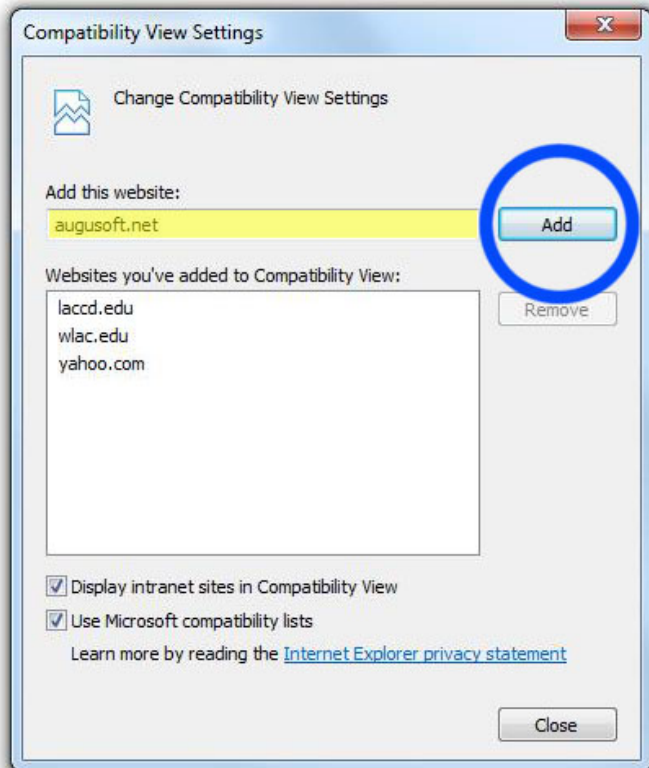 Compatibility View Settings
X
Change Compatibility View Settings
Add this website:
augusoft.net
Add
Websites you've added to Compatibility View:
Remove
laccd.edu
wlac.edu
yahoo.com
Display intranet sites in Compatibility View
Use Microsoft compatibility lists
Learn more by reading the Internet Explorer privacy statement
Close